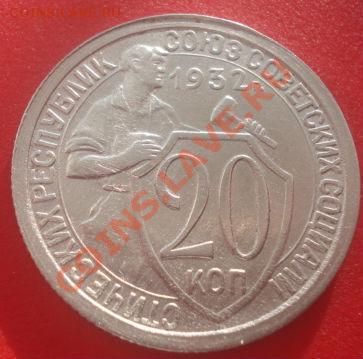 СОЮЗ СОВЕТСКИХ СОЦИАЛИСТИЧЕСКИХ РЕСПУБЛИК
1932
20
КОП
COINS.LAVE.RU